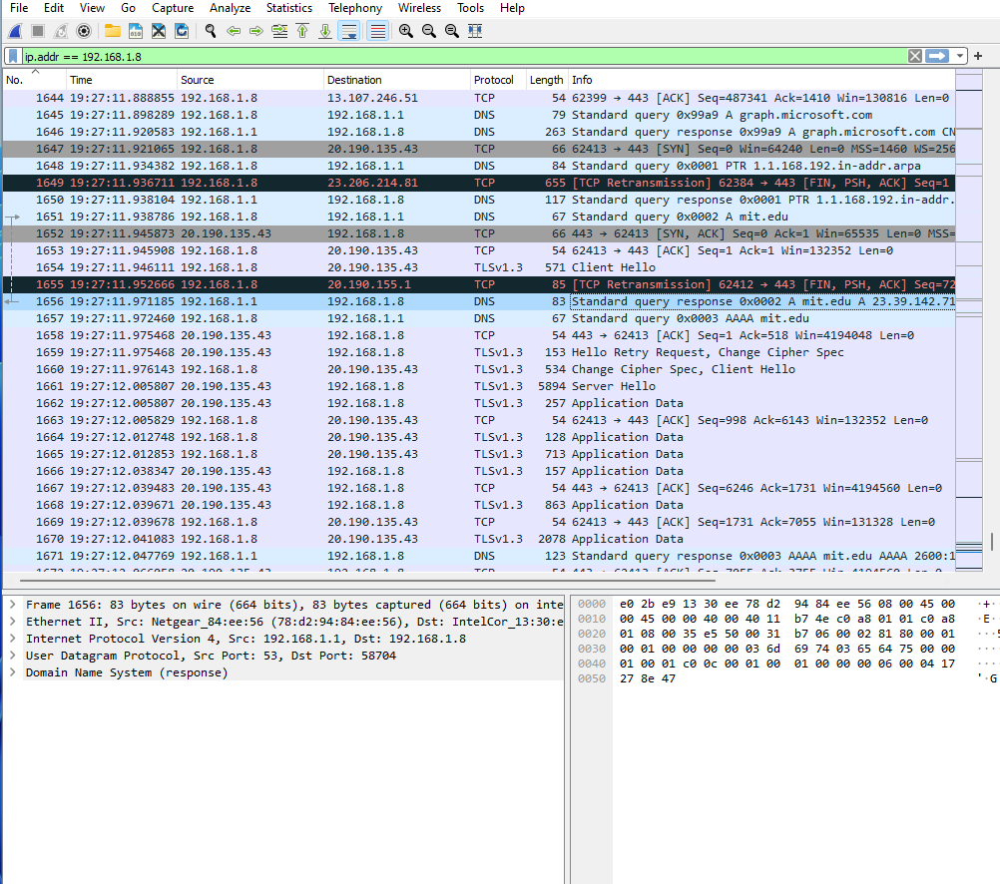 File Edit View Go Capture Analyze Statistics Telephony Wireless Tools Help
ip.addr == 192.168.1.8
No. Time Source Destination Protocol Length Info
1644 19:27:11.888855 192.168.1.8 13.107.246.51 TCP 54 62399 → 443 [ACK] Seq=487341 Ack=1410 Win=130816 Len=0
1645 19:27:11.898289 192.168.1.8 192.168.1.1 DNS 79 Standard query 0x99a9 A graph.microsoft.com
1646 19:27:11.920583 192.168.1.1 192.168.1.8 DNS 263 Standard query response 0x99a9 A graph.microsoft.com CN
1647 19:27:11.921065 192.168.1.8 20.190.135.43 TCP 66 62413 → 443 [SYN] Seq=0 Win=64240 Len=0 MSS=1460 WS=256
1648 19:27:11.934382 192.168.1.8 192.168.1.1 DNS 84 Standard query 0x0001 PTR 1.1.168.192.in-addr.arpa
1649 19:27:11.936711 192.168.1.8 23.206.214.81 TCP 655 [TCP Retransmission] 62384 → 443 [FIN, PSH, ACK] Seq=1
1650 19:27:11.938104 192.168.1.1 192.168.1.8 DNS 117 Standard query response 0x0001 PTR 1.1.168.192.in-addr.
1651 19:27:11.938786 192.168.1.8 192.168.1.1 DNS 67 Standard query 0x0002 A mit.edu
1652 19:27:11.945873 20.190.135.43 192.168.1.8 TCP 66 443 → 62413 [SYN, ACK] Seq=0 Ack=1 Win=65535 Len=0 MSS=
1653 19:27:11.945908 192.168.1.8 20.190.135.43 TCP 54 62413 → 443 [ACK] Seq=1 Ack=1 Win=132352 Len=0
1654 19:27:11.946111 192.168.1.8 20.190.135.43 TLSv1.3 571 Client Hello
1655 19:27:11.952666 192.168.1.8 20.190.155.1 TCP 85 [TCP Retransmission] 62412 → 443 [FIN, PSH, ACK] Seq=72
1656 19:27:11.971185 192.168.1.1 192.168.1.8 DNS 83 Standard query response 0x0002 A mit.edu A 23.39.142.71
1657 19:27:11.972460 192.168.1.8 192.168.1.1 DNS 67 Standard query 0x0003 AAAA mit.edu
1658 19:27:11.975468 20.190.135.43 192.168.1.8 TCP 54 443 → 62413 [ACK] Seq=1 Ack=518 Win=4194048 Len=0
1659 19:27:11.975468 20.190.135.43 192.168.1.8 TLSv1.3 153 Hello Retry Request, Change Cipher Spec
1660 19:27:11.976143 192.168.1.8 20.190.135.43 TLSv1.3 534 Change Cipher Spec, Client Hello
1661 19:27:12.005807 20.190.135.43 192.168.1.8 TLSv1.3 5894 Server Hello
1662 19:27:12.005807 20.190.135.43 192.168.1.8 TLSv1.3 257 Application Data
1663 19:27:12.005829 192.168.1.8 20.190.135.43 TCP 54 62413 → 443 [ACK] Seq=998 Ack=6143 Win=132352 Len=0
1664 19:27:12.012748 192.168.1.8 20.190.135.43 TLSv1.3 128 Application Data
1665 19:27:12.012853 192.168.1.8 20.190.135.43 TLSv1.3 713 Application Data
1666 19:27:12.038347 20.190.135.43 192.168.1.8 TLSv1.3 157 Application Data
1667 19:27:12.039483 20.190.135.43 192.168.1.8 TCP 54 443 → 62413 [ACK] Seq=6246 Ack=1731 Win=4194560 Len=0
1668 19:27:12.039671 20.190.135.43 192.168.1.8 TLSv1.3 863 Application Data
1669 19:27:12.039678 192.168.1.8 20.190.135.43 TCP 54 62413 → 443 [ACK] Seq=1731 Ack=7055 Win=131328 Len=0
1670 19:27:12.041083 192.168.1.8 20.190.135.43 TLSv1.3 2078 Application Data
1671 19:27:12.047769 192.168.1.1 192.168.1.8 DNS 123 Standard query response 0x0003 AAAA mit.edu AAAA 2600:1
Frame 1656: 83 bytes on wire (664 bits), 83 bytes captured (664 bits) on inte
Ethernet II, Src: Netgear_84:ee:56 (78:d2:94:84:ee:56), Dst: IntelCor_13:30:e
Internet Protocol Version 4, Src: 192.168.1.1, Dst: 192.168.1.8
User Datagram Protocol, Src Port: 53, Dst Port: 58704
Domain Name System (response)
0000 e0 2b e9 13 30 ee 78 d2 94 84 ee 56 08 00 45 00 ·+·
0010 00 45 00 00 40 00 40 11 b7 4e c0 a8 01 01 c0 a8 ·E·
0020 01 08 00 35 e5 50 00 31 b7 06 00 02 81 80 00 01 ···5
0030 00 01 00 00 00 00 03 6d 69 74 03 65 64 75 00 00 ····
0040 01 00 01 c0 0c 00 01 00 01 00 00 00 06 00 04 17 ····
0050 27 8e 47 '·G